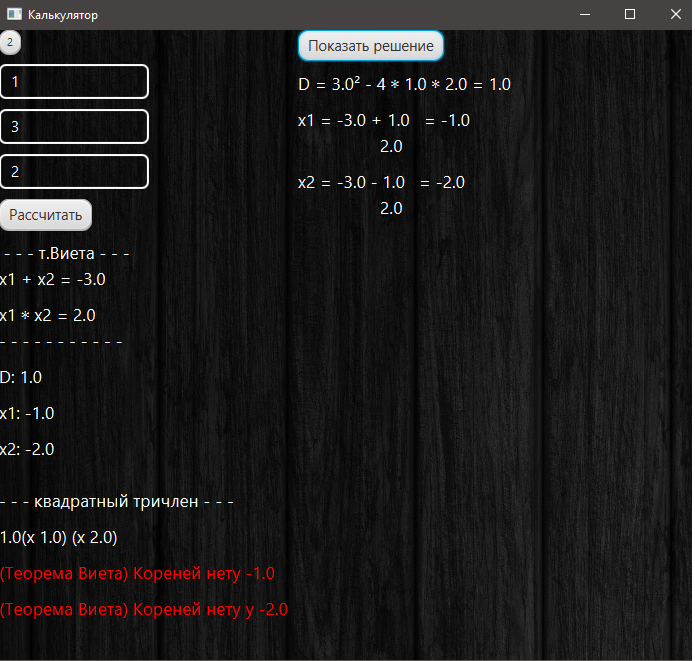 Калькулятор
2
1
3
2
Рассчитать
- - - т.Виета - - -
x1 + x2 = -3.0
x1 * x2 = 2.0
- - - - - - - - - - -
D: 1.0
x1: -1.0
x2: -2.0
- - - квадратный тричлен - - -
1.0(x 1.0) (x 2.0)
(Теорема Виета) Кореней нету -1.0
(Теорема Виета) Кореней нету у -2.0
Показать решение
D = 3.0² - 4 * 1.0 * 2.0 = 1.0
x1 = -3.0 + 1.0 = -1.0
2.0
x2 = -3.0 - 1.0 = -2.0
2.0